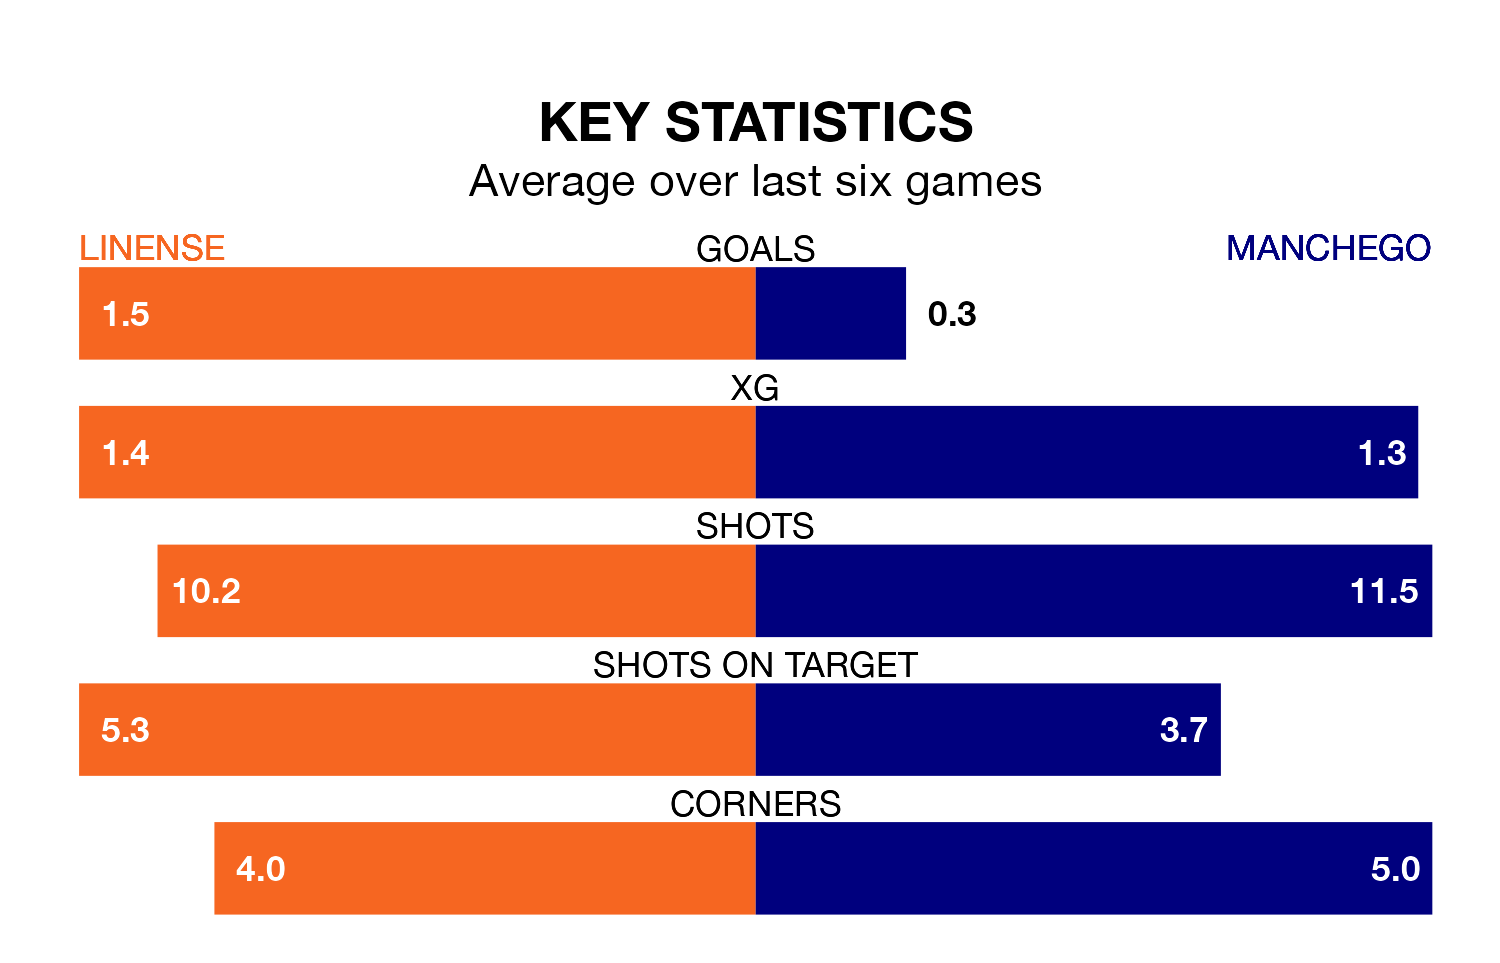 KEY STATISTICS
Average over last six games
LINENSE GOALS MANCHEGO
1.5 0.3
XG
1.4 1.3
SHOTS
10.2 11.5
SHOTS ON TARGET
5.3 3.7
CORNERS
4.0 5.0